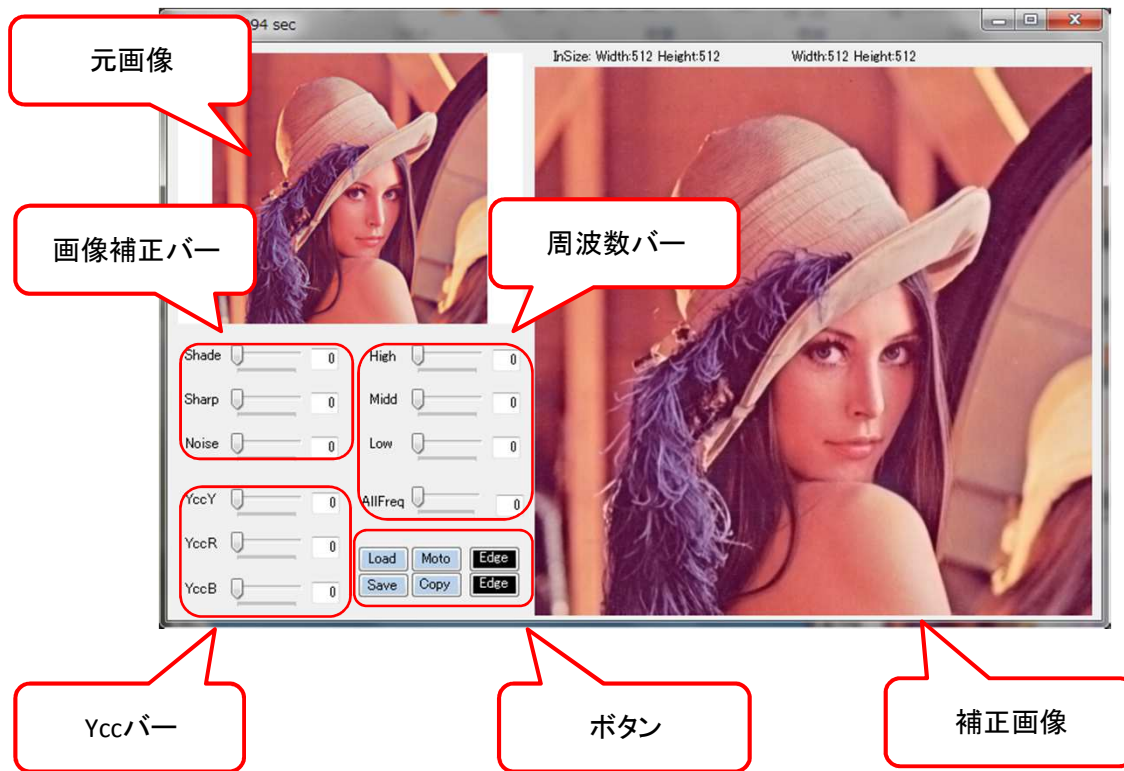 94 sec
元画像
InSize: Width:512 Height:512
Width:512 Height:512
画像補正バー
周波数バー
Shade 0
High 0
Sharp 0
Midd 0
Noise 0
Low 0
YccY 0
AllFreq 0
YccR 0
Load Moto Edge
YccB 0
Save Copy Edge
Yccバー
ボタン
補正画像